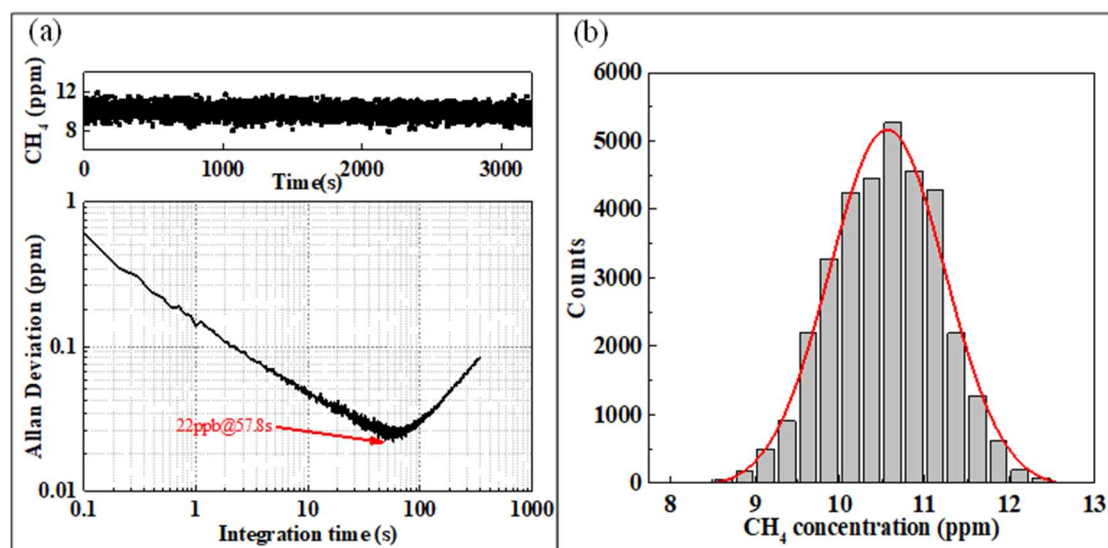 (a)
12
8
CH4 (ppm)
0 1000 2000 3000
Time(s)
1
0.1
0.01
Allan Deviation (ppm)
22ppb@57.8s
0.1 1 10 100 1000
Integration time (s)
(b)
6000
5000
4000
3000
2000
1000
0
Counts
8 9 10 11 12 13
CH4 concentration (ppm)